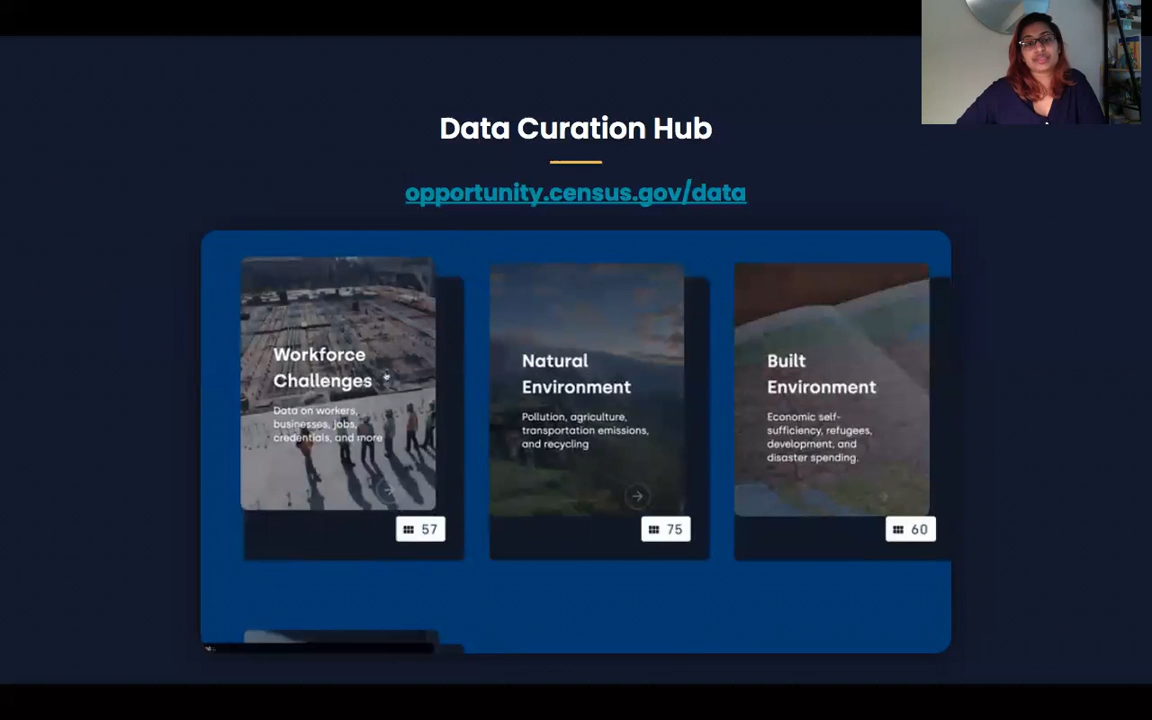 Data Curation Hub
opportunity.census.gov/data
Workforce
Challenges
Data on workers,
businesses, jobs,
credentials, and more
57
Natural
Environment
Pollution, agriculture,
transportation emissions,
and recycling
75
Built
Environment
Economic self-
sufficiency, refugees,
development, and
disaster spending.
60